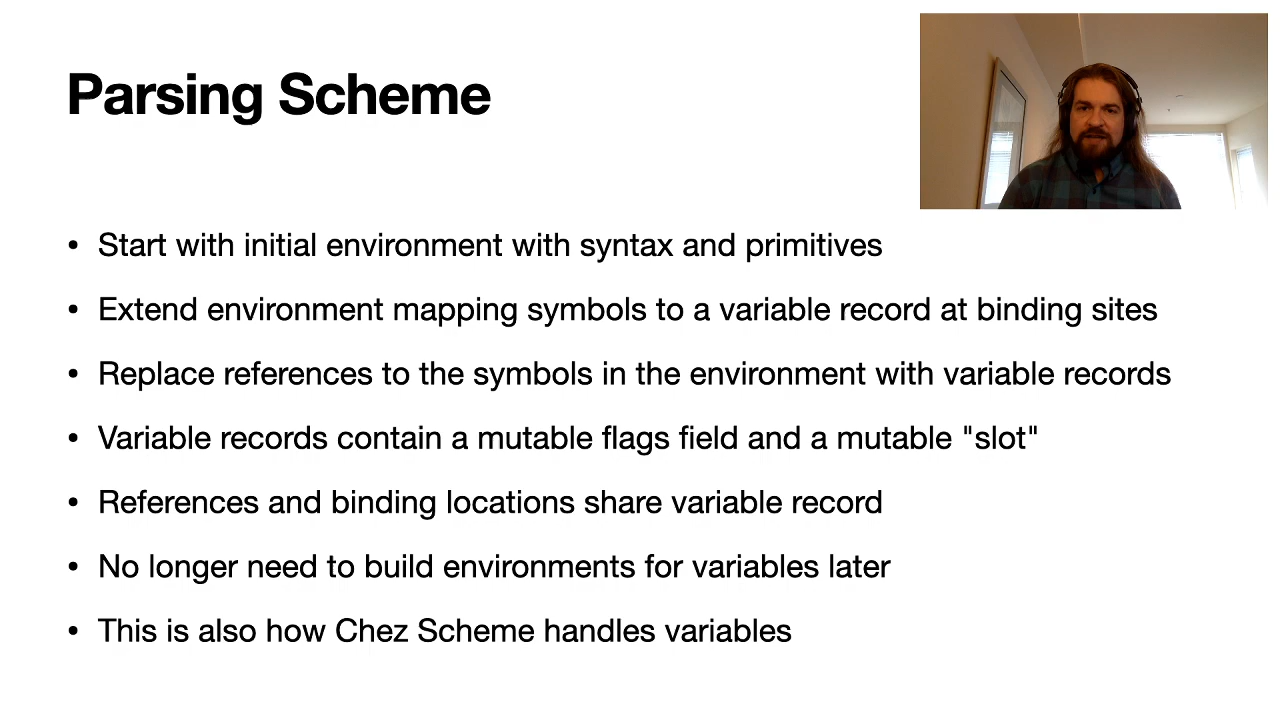 Parsing Scheme
• Start with initial environment with syntax and primitives
• Extend environment mapping symbols to a variable record at binding sites
• Replace references to the symbols in the environment with variable records
• Variable records contain a mutable flags field and a mutable "slot"
• References and binding locations share variable record
• No longer need to build environments for variables later
• This is also how Chez Scheme handles variables